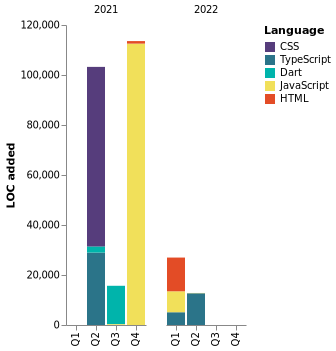 2021
2022
Language
CSS
TypeScript
Dart
JavaScript
HTML
LOC added
120,000
100,000
80,000
60,000
40,000
20,000
0
Q1
Q2
Q3
Q4
Q1
Q2
Q3
Q4